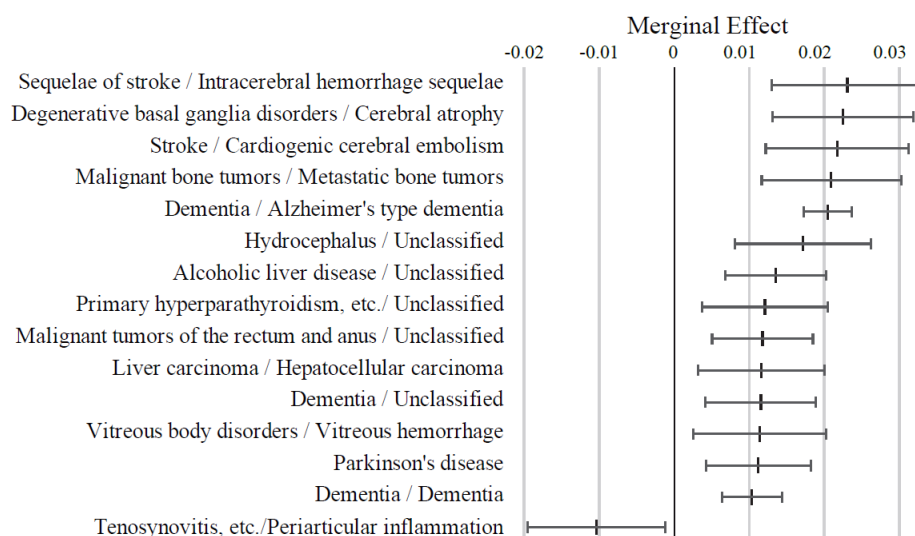 Merginal Effect
-0.02 -0.01 0 0.01 0.02 0.03
Sequelae of stroke / Intracerebral hemorrhage sequelae
Degenerative basal ganglia disorders / Cerebral atrophy
Stroke / Cardiogenic cerebral embolism
Malignant bone tumors / Metastatic bone tumors
Dementia / Alzheimer's type dementia
Hydrocephalus / Unclassified
Alcoholic liver disease / Unclassified
Primary hyperparathyroidism, etc./ Unclassified
Malignant tumors of the rectum and anus / Unclassified
Liver carcinoma / Hepatocellular carcinoma
Dementia / Unclassified
Vitreous body disorders / Vitreous hemorrhage
Parkinson's disease
Dementia / Dementia
Tenosynovitis, etc./Periarticular inflammation